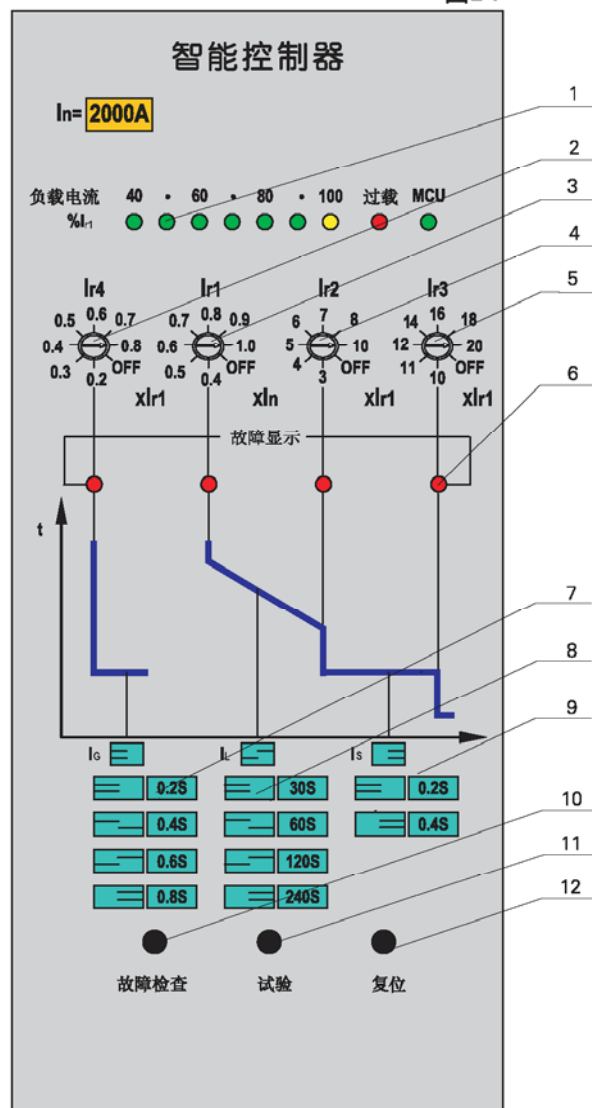 智能控制器
In= 2000A
1
2
负载电流 40 · 60 · 80 · 100 过载 MCU
%Ir1
3
4
Ir4 Ir1 Ir2 Ir3
5
0.2 0.3 0.4 0.5 0.6 0.7 0.8 OFF
xIr1
0.4 0.5 0.6 0.7 0.8 0.9 1.0 OFF
xIn
3 4 5 6 7 8 10 OFF
xIr1
10 11 12 14 16 18 20 OFF
xIr1
6
故障显示
t
7
8
9
IG IL IS
0.2S 30S 0.2S
0.4S 60S 0.4S
0.6S 120S
0.8S 240S
10
11
12
故障检查 试验 复位